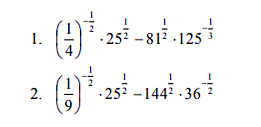 1. (1/4)^{-1/2} · 25^{1/2} − 81^{1/2} · 125^{-1/3}
2. (1/9)^{-1/2} · 25^{1/2} − 144^{1/2} · 36^{-1/2}